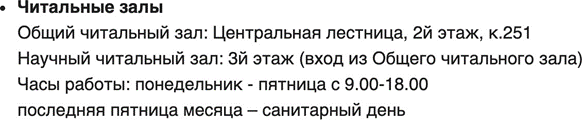 • Читальные залы
Общий читальный зал: Центральная лестница, 2й этаж, к.251
Научный читальный зал: 3й этаж (вход из Общего читального зала)
Часы работы: понедельник - пятница с 9.00-18.00
последняя пятница месяца – санитарный день